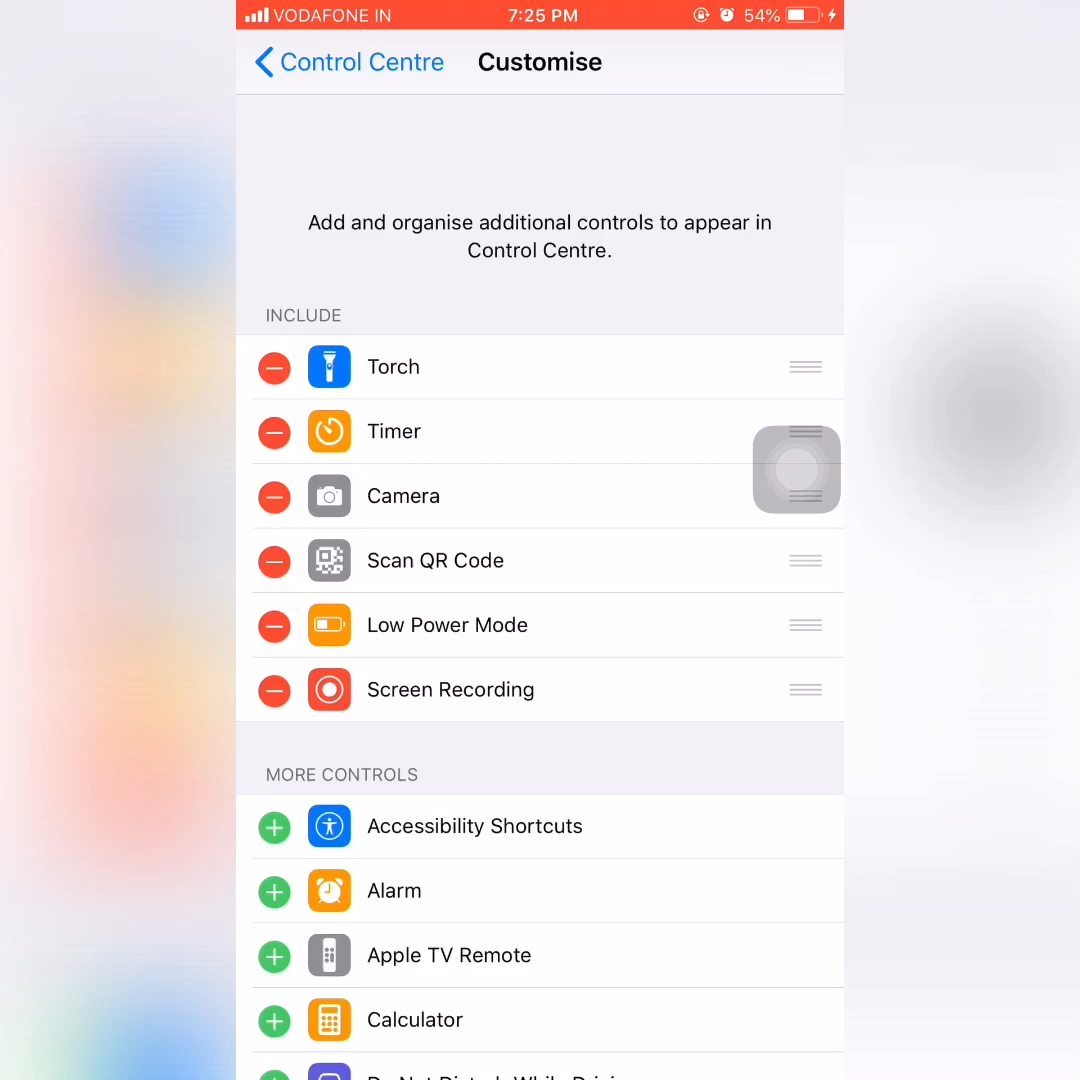 VODAFONE IN 7:25 PM 54%
Control Centre Customise
Add and organise additional controls to appear in
Control Centre.
INCLUDE
Torch
Timer
Camera
Scan QR Code
Low Power Mode
Screen Recording
MORE CONTROLS
Accessibility Shortcuts
Alarm
Apple TV Remote
Calculator